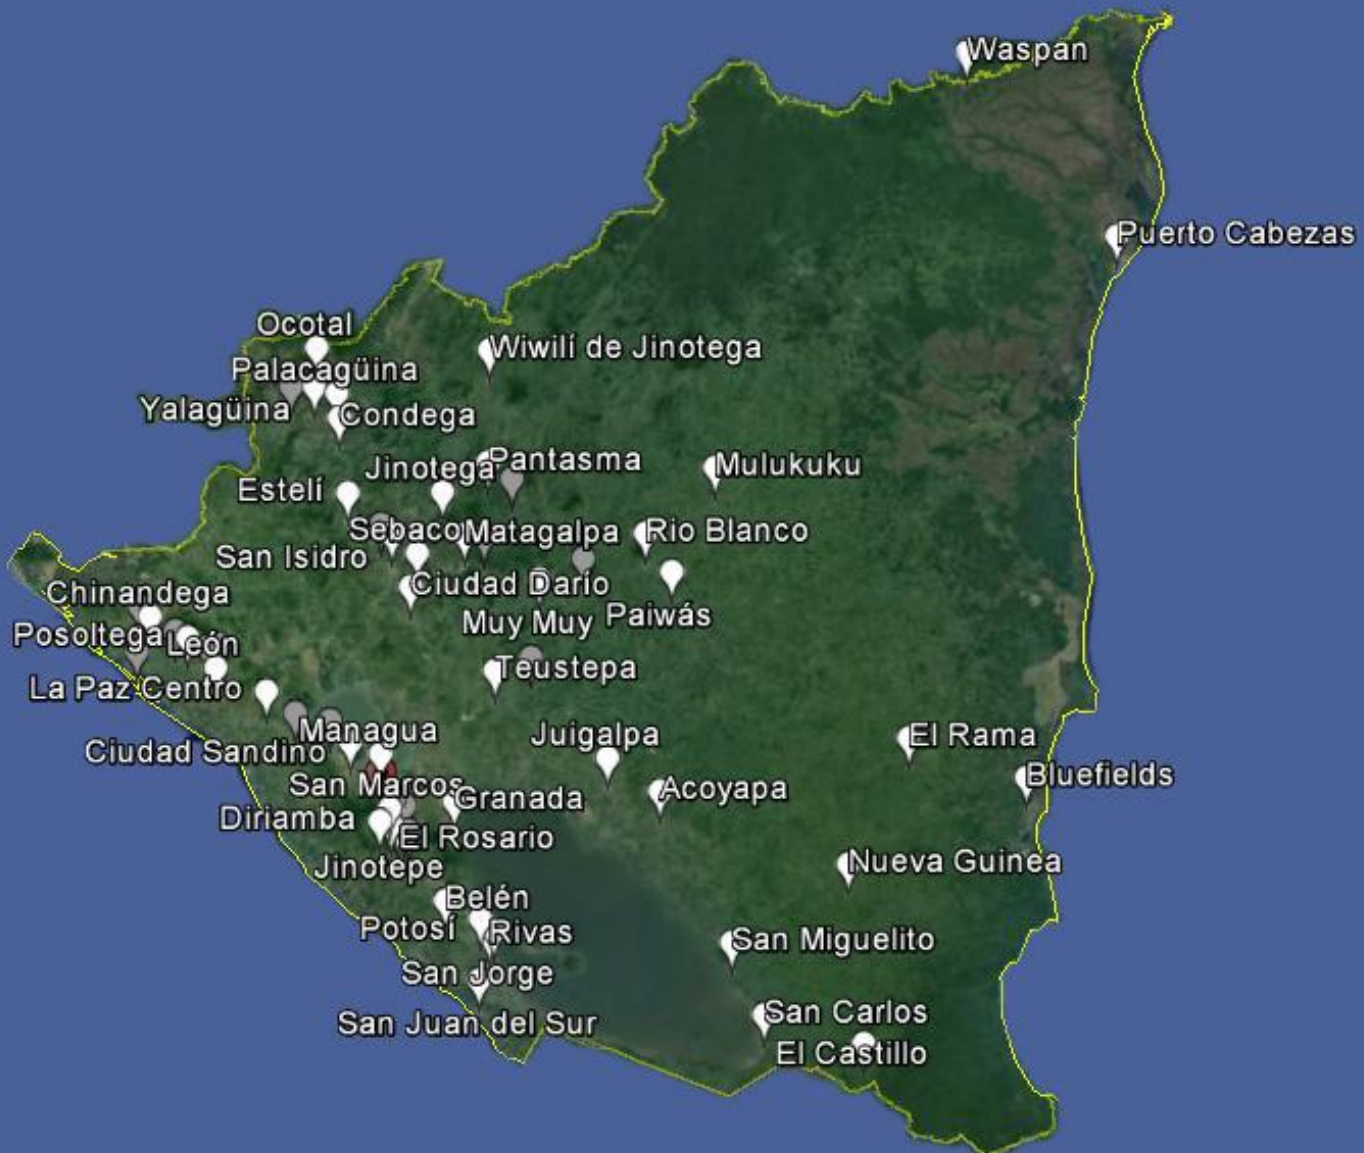 Waspan
Puerto Cabezas
Ocotal
Wiwilí de Jinotega
Palacagüina
Yalagüina
Condega
Pantasma
Jinotega
Mulukuku
Estelí
Sebaco
Matagalpa
Rio Blanco
San Isidro
Ciudad Darío
Chinandega
Paiwás
Muy Muy
Posoltega
León
Teustepa
La Paz Centro
Managua
Juigalpa
El Rama
Ciudad Sandino
Bluefields
San Marcos
Granada
Acoyapa
Diriamba
El Rosario
Jinotepe
Nueva Guinea
Belén
Potosí
Rivas
San Miguelito
San Jorge
San Carlos
San Juan del Sur
El Castillo